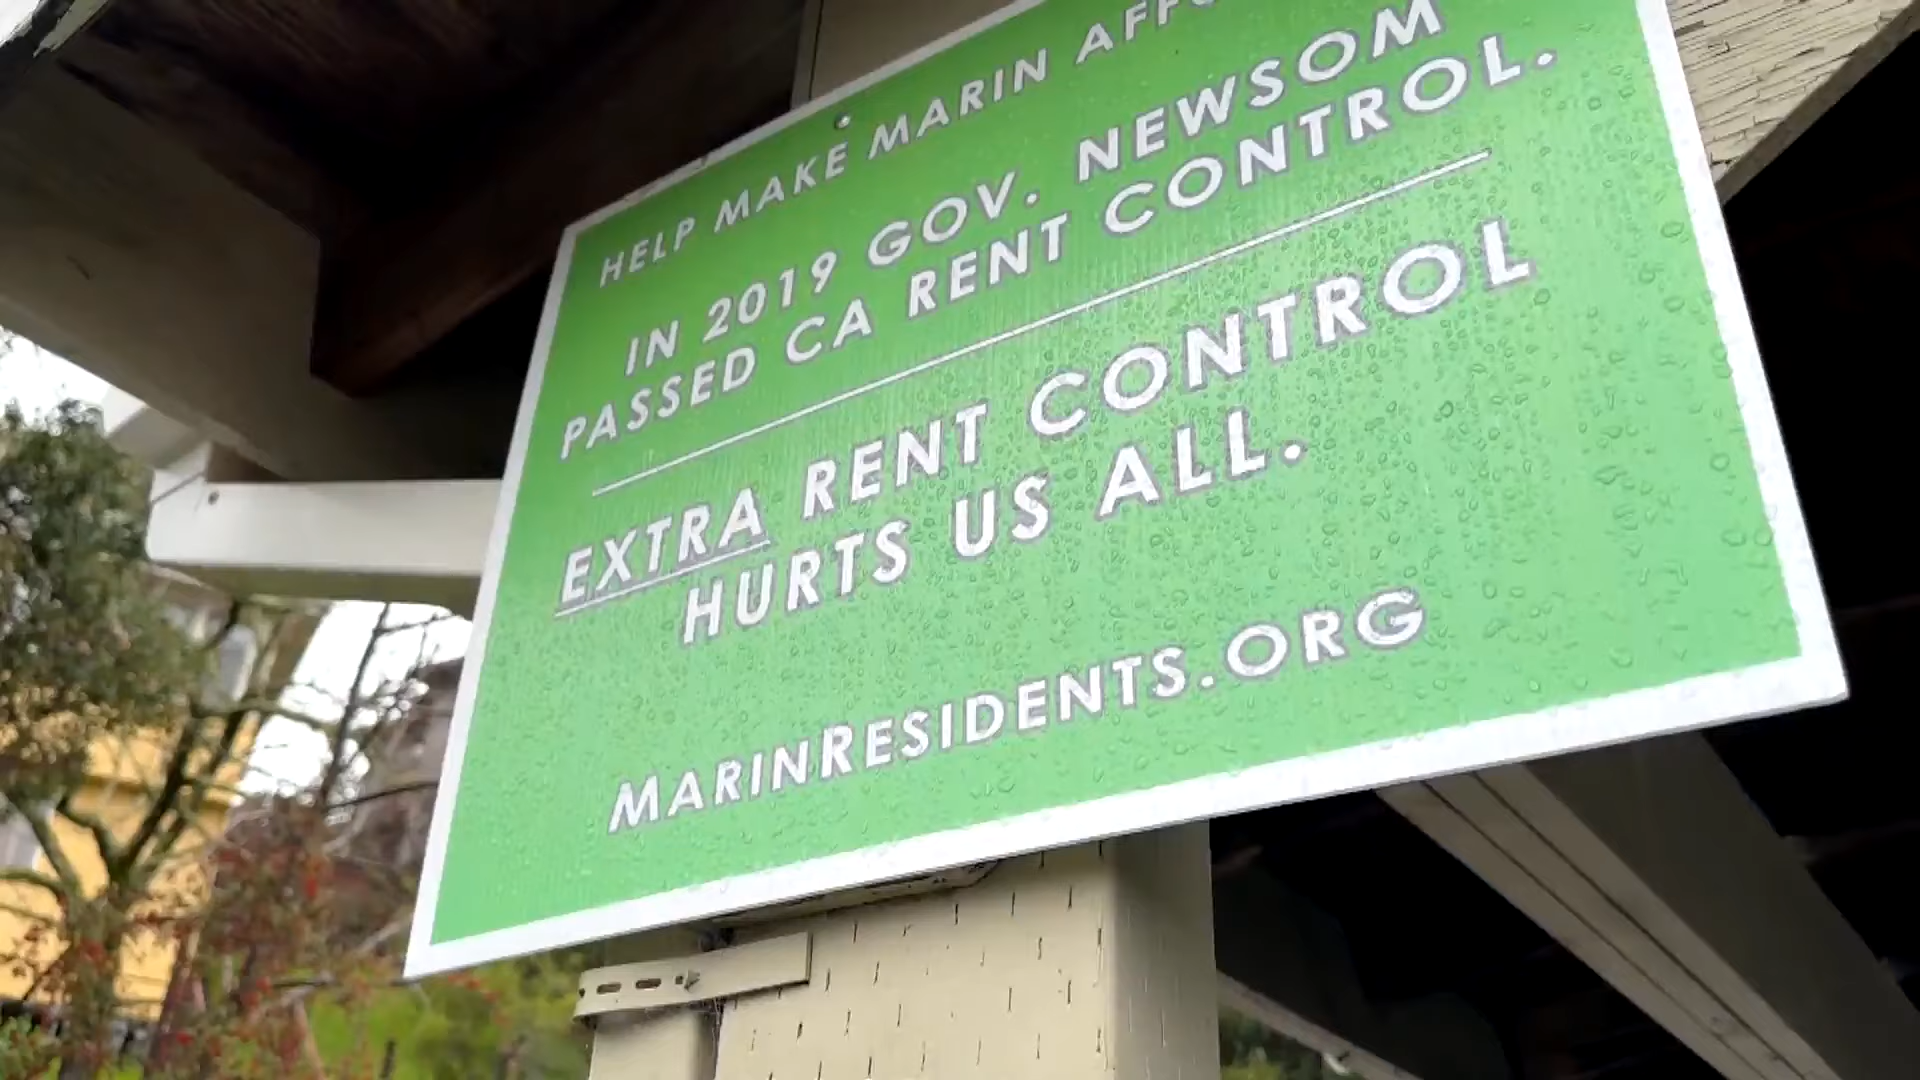 HELP MAKE MARIN
IN 2019 GOV. NEWSOM
PASSED CA RENT CONTROL.
EXTRA RENT CONTROL
HURTS US ALL.
MARINRESIDENTS.ORG